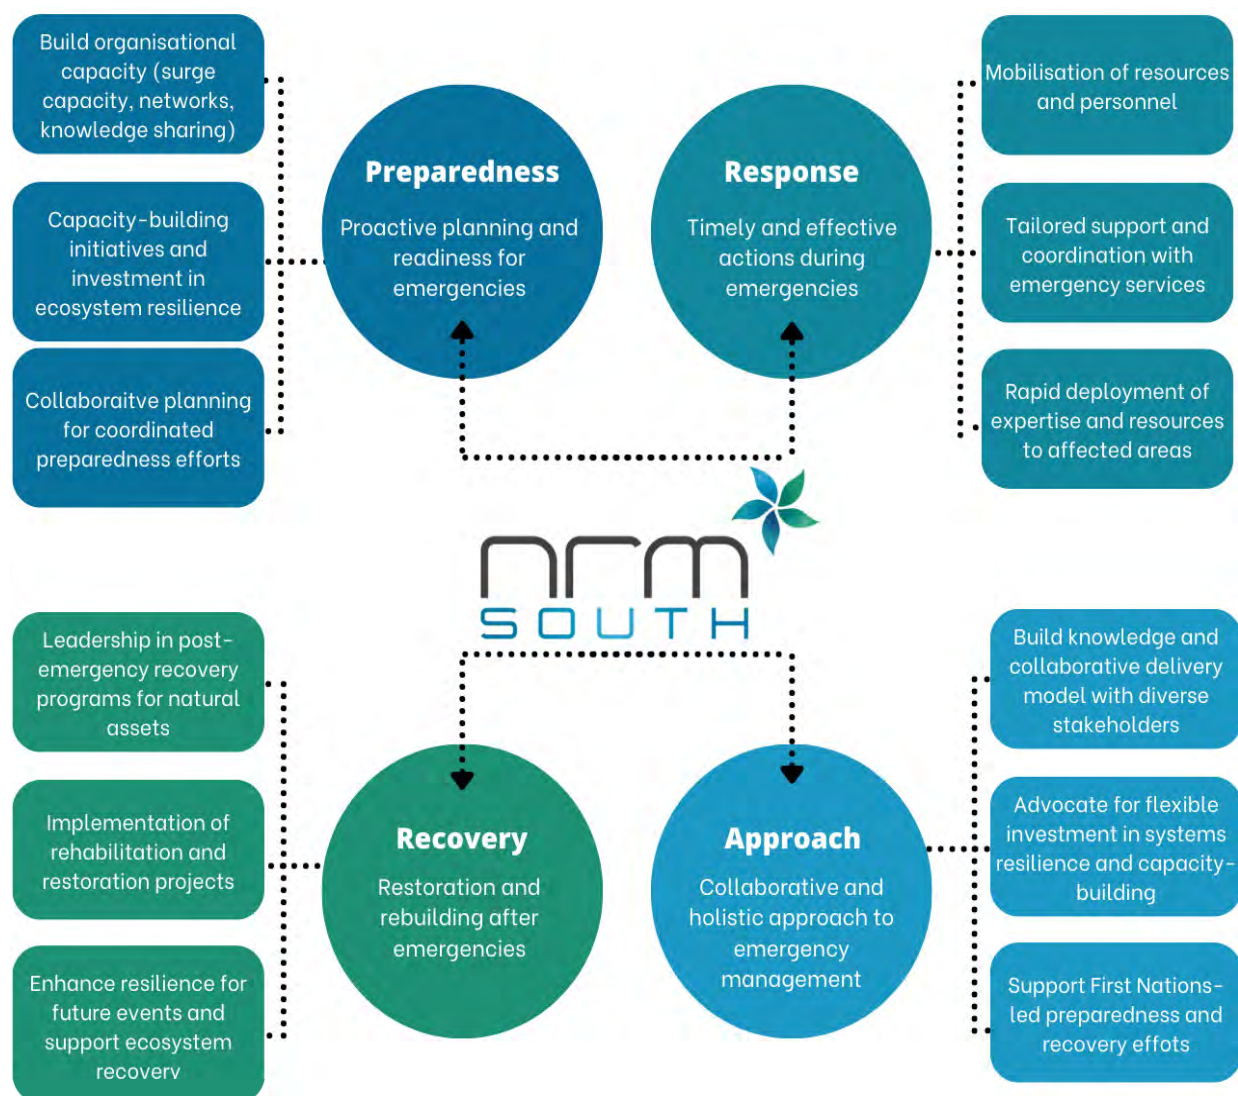 Build organisational
capacity (surge
capacity, networks,
knowledge sharing)
Capacity-building
initiatives and
investment in
ecosystem resilience
Collaboraitve planning
for coordinated
preparedness efforts
Preparedness
Proactive planning and
readiness for
emergencies
Response
Timely and effective
actions during
emergencies
Mobilisation of resources
and personnel
Tailored support and
coordination with
emergency services
Rapid deployment of
expertise and resources
to affected areas
nrm
SOUTH
Leadership in post-
emergency recovery
programs for natural
assets
Implementation of
rehabilitation and
restoration projects
Enhance resilience for
future events and
support ecosystem
recovery
Recovery
Restoration and
rebuilding after
emergencies
Approach
Collaborative and
holistic approach to
emergency
management
Build knowledge and
collaborative delivery
model with diverse
stakeholders
Advocate for flexible
investment in systems
resilience and capacity-
building
Support First Nations-
led preparedness and
recovery effots